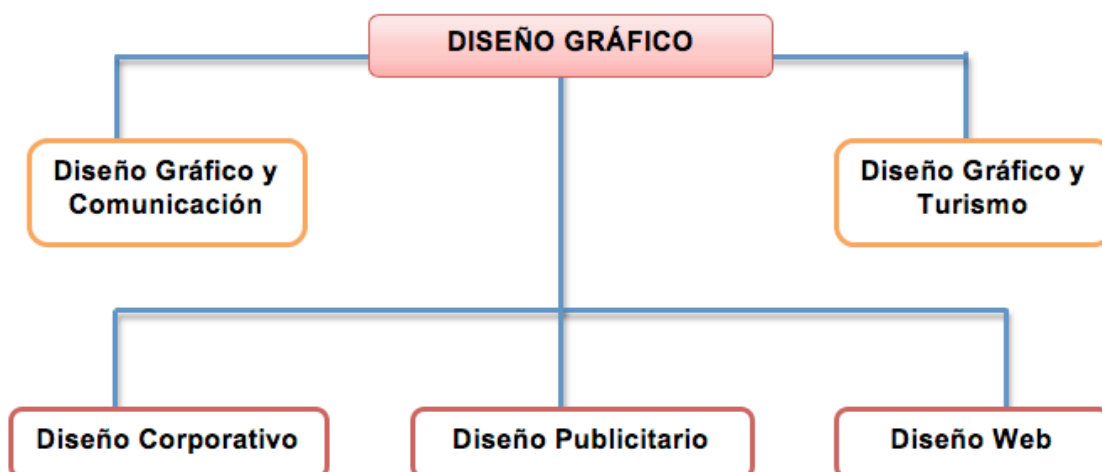 DISEÑO GRÁFICO
Diseño Gráfico y
Comunicación
Diseño Gráfico y
Turismo
Diseño Corporativo
Diseño Publicitario
Diseño Web